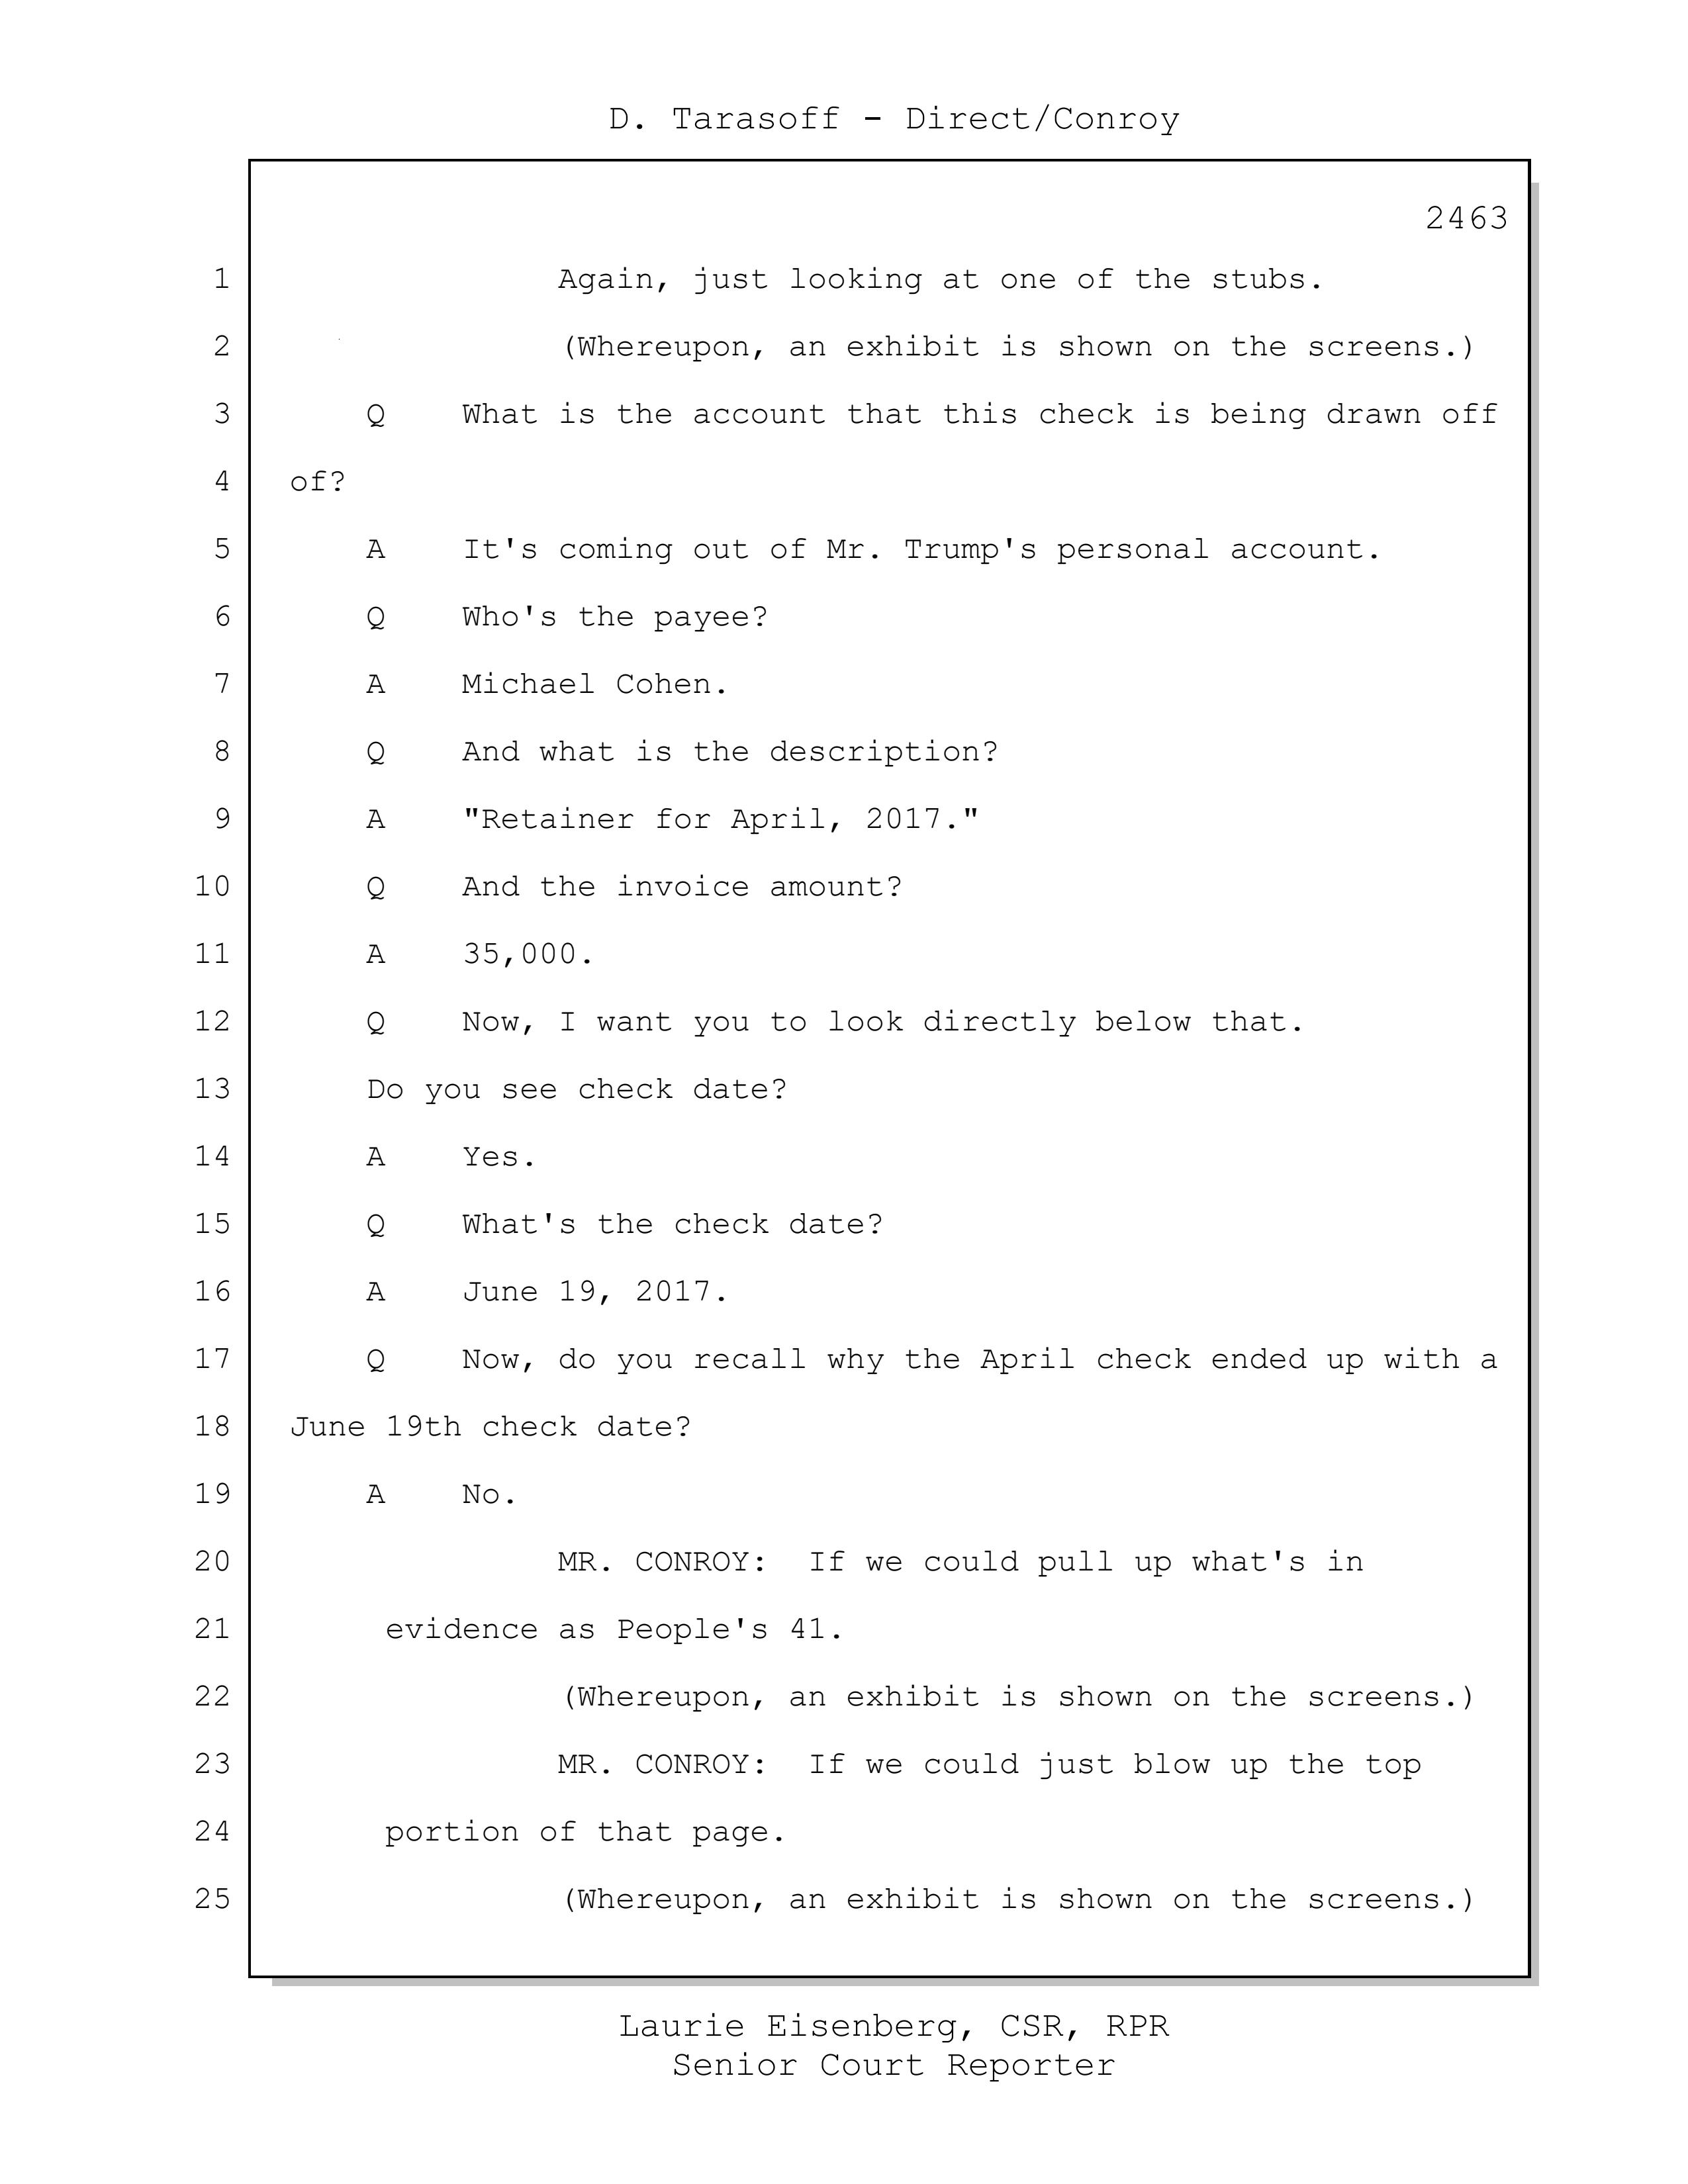 D. Tarasoff - Direct/Conroy
2463
1 Again, just looking at one of the stubs.
2 (Whereupon, an exhibit is shown on the screens.)
3 Q What is the account that this check is being drawn off
4 of?
5 A It's coming out of Mr. Trump's personal account.
6 Q Who's the payee?
7 A Michael Cohen.
8 Q And what is the description?
9 A "Retainer for April, 2017."
10 Q And the invoice amount?
11 A 35,000.
12 Q Now, I want you to look directly below that.
13 Do you see check date?
14 A Yes.
15 Q What's the check date?
16 A June 19, 2017.
17 Q Now, do you recall why the April check ended up with a
18 June 19th check date?
19 A No.
20 MR. CONROY: If we could pull up what's in
21 evidence as People's 41.
22 (Whereupon, an exhibit is shown on the screens.)
23 MR. CONROY: If we could just blow up the top
24 portion of that page.
25 (Whereupon, an exhibit is shown on the screens.)
Laurie Eisenberg, CSR, RPR
Senior Court Reporter